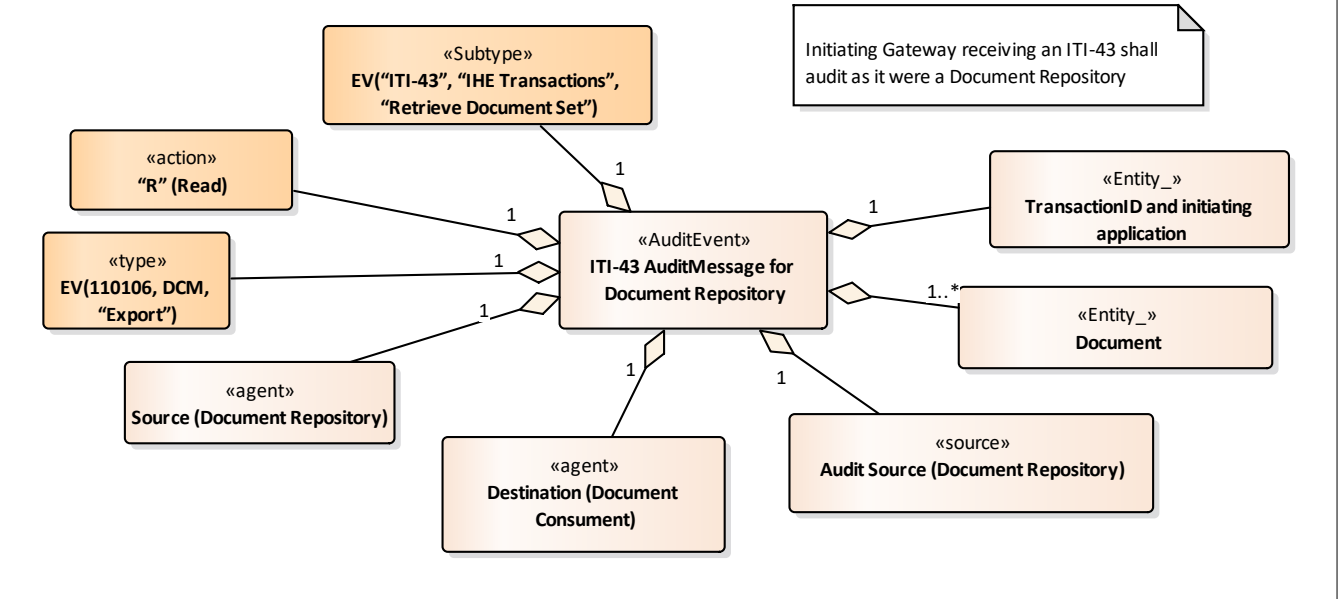 «Subtype»
EV(“ITI-43”, “IHE Transactions”,
“Retrieve Document Set”)
Initiating Gateway receiving an ITI-43 shall
audit as it were a Document Repository
«action»
“R” (Read)
«Entity_»
TransactionID and initiating
application
1
1
1
«type»
EV(110106, DCM,
“Export”)
1
«AuditEvent»
ITI-43 AuditMessage for
Document Repository
1..*
«Entity_»
Document
1
«agent»
Source (Document Repository)
1
1
«agent»
Destination (Document
Consument)
«source»
Audit Source (Document Repository)